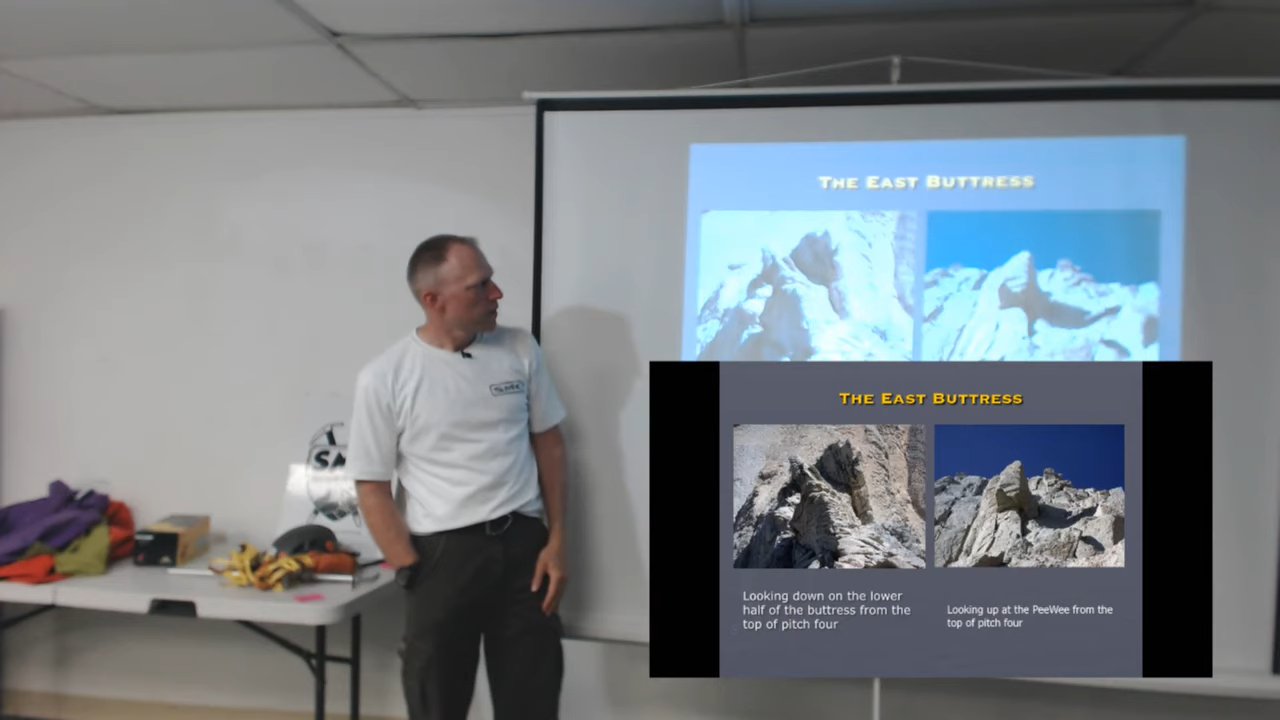 THE EAST BUTTRESS
THE EAST BUTTRESS
Looking down on the lower
half of the buttress from the
top of pitch four
Looking up at the PeeWee from the
top of pitch four